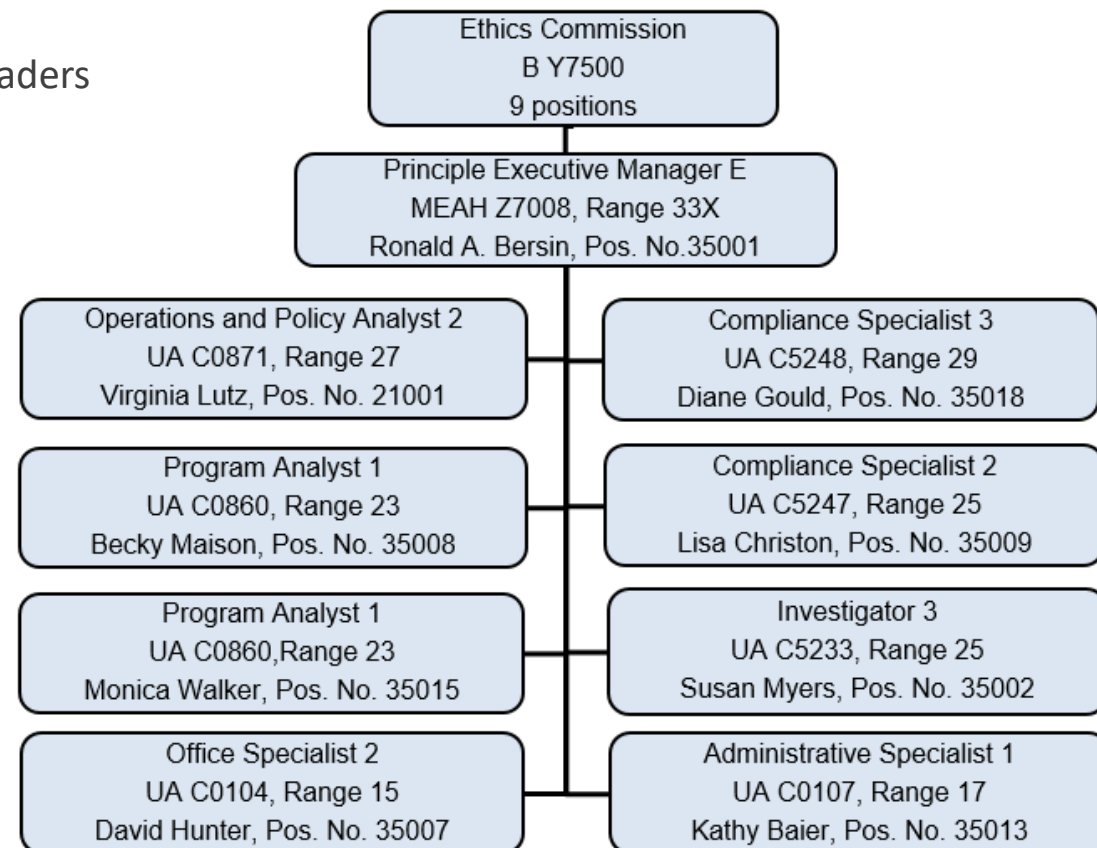 aders
Ethics Commission
B Y7500
9 positions
Principle Executive Manager E
MEAH Z7008, Range 33X
Ronald A. Bersin, Pos. No.35001
Operations and Policy Analyst 2
UA C0871, Range 27
Virginia Lutz, Pos. No. 21001
Compliance Specialist 3
UA C5248, Range 29
Diane Gould, Pos. No. 35018
Program Analyst 1
UA C0860, Range 23
Becky Maison, Pos. No. 35008
Compliance Specialist 2
UA C5247, Range 25
Lisa Christon, Pos. No. 35009
Program Analyst 1
UA C0860,Range 23
Monica Walker, Pos. No. 35015
Investigator 3
UA C5233, Range 25
Susan Myers, Pos. No. 35002
Office Specialist 2
UA C0104, Range 15
David Hunter, Pos. No. 35007
Administrative Specialist 1
UA C0107, Range 17
Kathy Baier, Pos. No. 35013